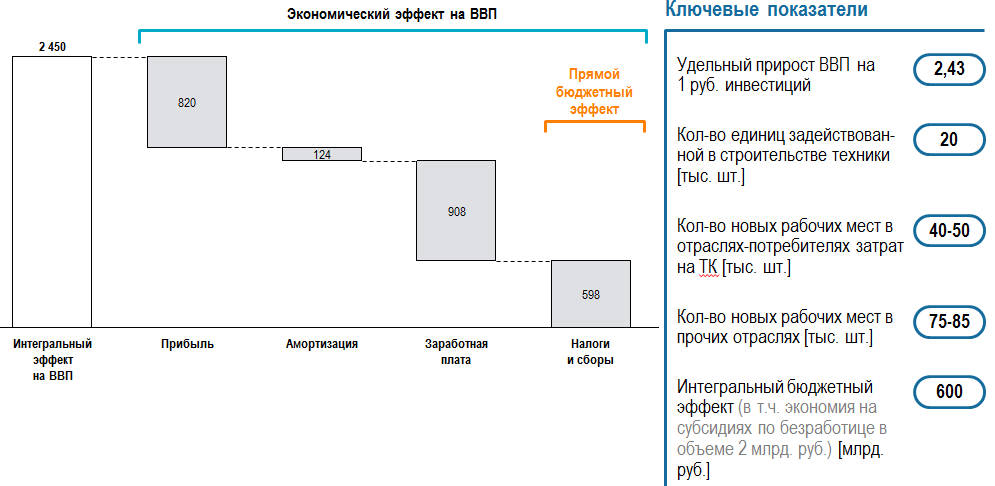 Экономический эффект на ВВП
2 450
Прямой
бюджетный
эффект
820
124
908
598
Интегральный
эффект
на ВВП
Прибыль
Амортизация
Заработная
плата
Налоги
и сборы
Ключевые показатели
Удельный прирост ВВП на
1 руб. инвестиций
2,43
Кол-во единиц задействован-
ной в строительстве техники
[тыс. шт.]
20
Кол-во новых рабочих мест в
отраслях-потребителях затрат
на ТК [тыс. шт.]
40-50
Кол-во новых рабочих мест в
прочих отраслях [тыс. шт.]
75-85
Интегральный бюджетный
эффект (в т.ч. экономия на
субсидиях по безработице в
объеме 2 млрд. руб.) [млрд.
руб.]
600